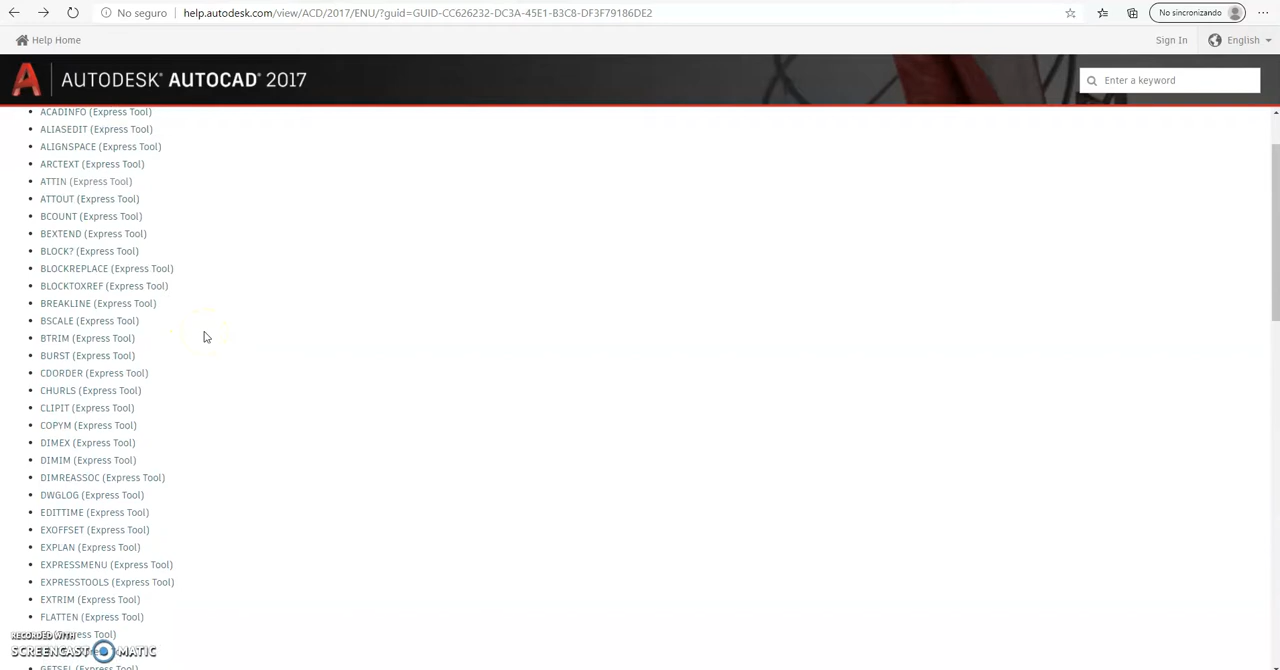 No seguro
help.autodesk.com/view/ACD/2017/ENU/?guid=GUID-CC626232-DC3A-45E1-B3C8-DF3F79186DE2
No sincronizando
Help Home
Sign In
English
AUTODESK® AUTOCAD® 2017
Enter a keyword
ACADINFO (Express Tool)
ALIASEDIT (Express Tool)
ALIGNSPACE (Express Tool)
ARCTEXT (Express Tool)
ATTIN (Express Tool)
ATTOUT (Express Tool)
BCOUNT (Express Tool)
BEXTEND (Express Tool)
BLOCK? (Express Tool)
BLOCKREPLACE (Express Tool)
BLOCKTOXREF (Express Tool)
BREAKLINE (Express Tool)
BSCALE (Express Tool)
BTRIM (Express Tool)
BURST (Express Tool)
CDORDER (Express Tool)
CHURLS (Express Tool)
CLIPIT (Express Tool)
COPYM (Express Tool)
DIMEX (Express Tool)
DIMIM (Express Tool)
DIMREASSOC (Express Tool)
DWGLOG (Express Tool)
EDITTIME (Express Tool)
EXOFFSET (Express Tool)
EXPLAN (Express Tool)
EXPRESSMENU (Express Tool)
EXPRESSTOOLS (Express Tool)
EXTRIM (Express Tool)
FLATTEN (Express Tool)
Tool)
RECORDED WITH
SCREENCAST MATIC
GETSEL (Express Tool)